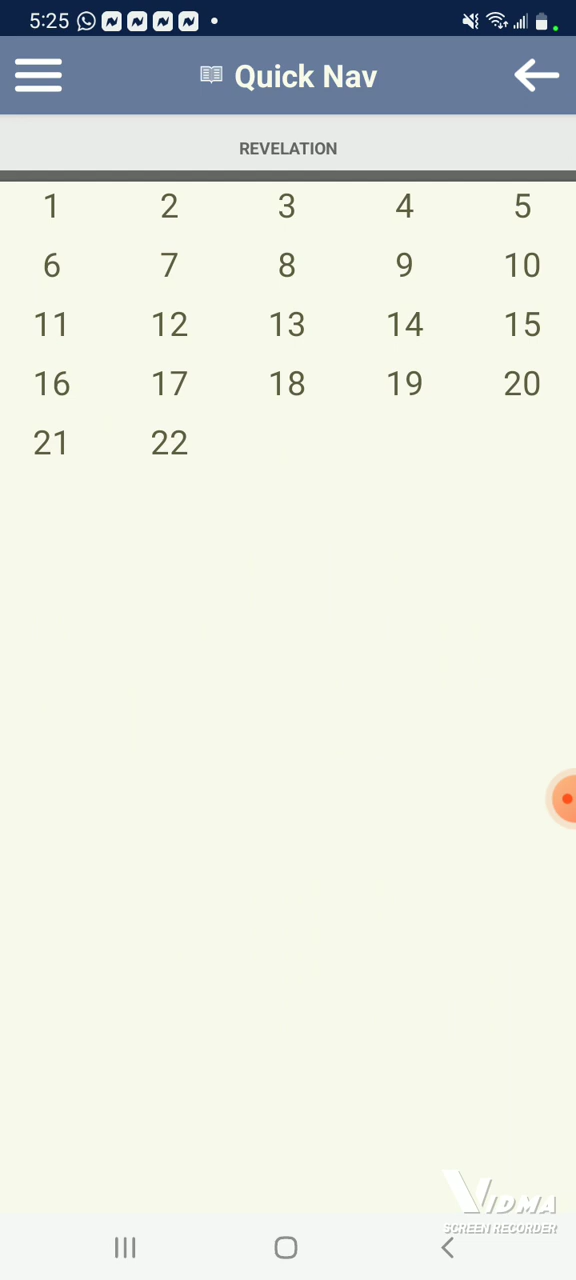 5:25
Quick Nav
REVELATION
1 2 3 4 5
6 7 8 9 10
11 12 13 14 15
16 17 18 19 20
21 22
VIDMA
SCREEN RECORDER